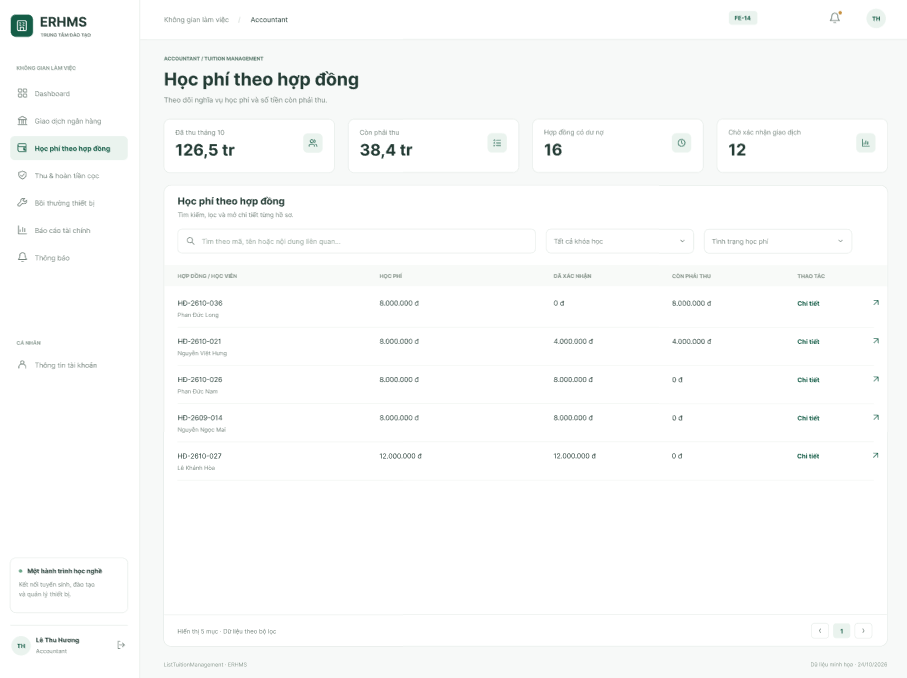 ERHMS
TRUNG TÂM ĐÀO TẠO
Không gian làm việc / Accountant
FE-14
TH
KHÔNG GIAN LÀM VIỆC
Dashboard
Giao dịch ngân hàng
Học phí theo hợp đồng
Thu & hoàn tiền cọc
Bồi thường thiết bị
Báo cáo tài chính
Thông báo
CÁ NHÂN
Thông tin tài khoản
Một hành trình học nghề
Kết nối tuyển sinh, đào tạo
và quản lý thiết bị.
TH
Lê Thu Hương
Accountant
ACCOUNTANT / TUITION MANAGEMENT
Học phí theo hợp đồng
Theo dõi nghĩa vụ học phí và số tiền còn phải thu.
Đã thu tháng 10
126,5 tr
Còn phải thu
38,4 tr
Hợp đồng có dư nợ
16
Chờ xác nhận giao dịch
12
Học phí theo hợp đồng
Tìm kiếm, lọc và mở chi tiết từng hồ sơ.
Tìm theo mã, tên hoặc nội dung liên quan...
Tất cả khóa học
Tình trạng học phí
HỢP ĐỒNG / HỌC VIÊN HỌC PHÍ ĐÃ XÁC NHẬN CÒN PHẢI THU THAO TÁC
HĐ-2610-036 8.000.000 đ 0 đ 8.000.000 đ Chi tiết
Phan Đức Long
HĐ-2610-021 8.000.000 đ 4.000.000 đ 4.000.000 đ Chi tiết
Nguyễn Việt Hưng
HĐ-2610-026 8.000.000 đ 8.000.000 đ 0 đ Chi tiết
Phan Đức Nam
HĐ-2609-014 8.000.000 đ 8.000.000 đ 0 đ Chi tiết
Nguyễn Ngọc Mai
HĐ-2610-027 12.000.000 đ 12.000.000 đ 0 đ Chi tiết
Lê Khánh Hòa
Hiển thị 5 mục · Dữ liệu theo bộ lọc
1
ListTuitionManagement · ERHMS
Dữ liệu minh họa · 24/10/2026